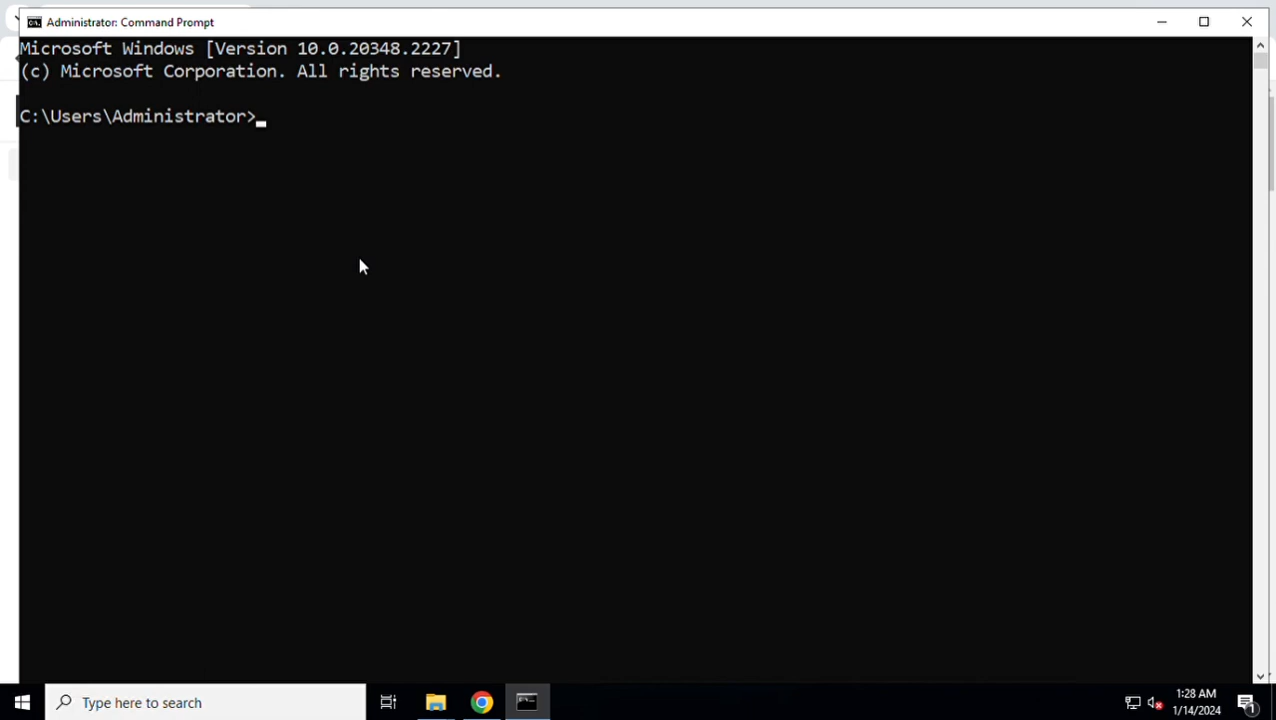 Administrator: Command Prompt
Microsoft Windows [Version 10.0.20348.2227]
(c) Microsoft Corporation. All rights reserved.
C:\Users\Administrator>
Type here to search
1:28 AM
1/14/2024
1